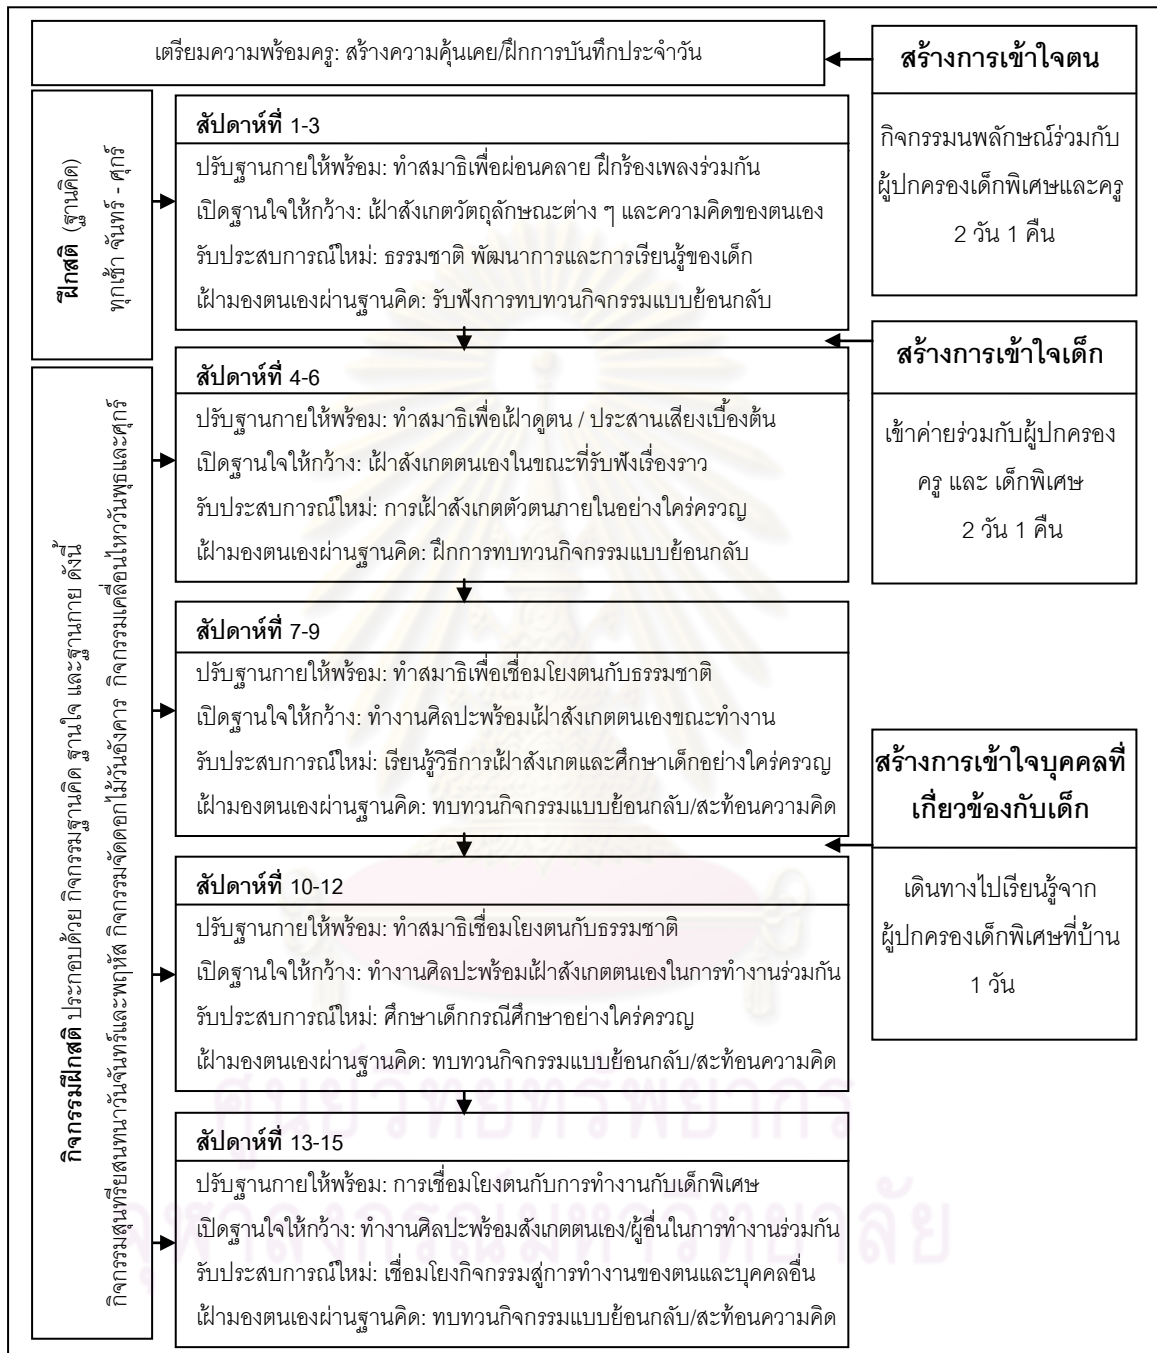 เตรียมความพร้อมครู: สร้างความคุ้นเคย/ฝึกการบันทึกประจำวัน
สร้างการเข้าใจตน
กิจกรรมนพลักษณ์ร่วมกับ
ผู้ปกครองเด็กพิเศษและครู
2 วัน 1 คืน
ฝึกสติ (ฐานคิด)
ทุกเช้า จันทร์ - ศุกร์
สัปดาห์ที่ 1-3
ปรับฐานกายให้พร้อม: ทำสมาธิเพื่อผ่อนคลาย ฝึกร้องเพลงร่วมกัน
เปิดฐานใจให้กว้าง: เฝ้าสังเกตวัตถุลักษณะต่าง ๆ และความคิดของตนเอง
รับประสบการณ์ใหม่: ธรรมชาติ พัฒนาการและการเรียนรู้ของเด็ก
เฝ้ามองตนเองผ่านฐานคิด: รับฟังการทบทวนกิจกรรมแบบย้อนกลับ
สร้างการเข้าใจเด็ก
เข้าค่ายร่วมกับผู้ปกครอง
ครู และ เด็กพิเศษ
2 วัน 1 คืน
กิจกรรมฝึกสติ ประกอบด้วย กิจกรรมฐานคิด ฐานใจ และฐานกาย ดังนี้
กิจกรรมสุนทรียสนทนาวันจันทร์และพฤหัส กิจกรรมจัดดอกไม้วันอังคาร กิจกรรมเคลื่อนไหววันพุธและศุกร์
สัปดาห์ที่ 4-6
ปรับฐานกายให้พร้อม: ทำสมาธิเพื่อเฝ้าดูตน / ประสานเสียงเบื้องต้น
เปิดฐานใจให้กว้าง: เฝ้าสังเกตตนเองในขณะที่รับฟังเรื่องราว
รับประสบการณ์ใหม่: การเฝ้าสังเกตตัวตนภายในอย่างใคร่ครวญ
เฝ้ามองตนเองผ่านฐานคิด: ฝึกการทบทวนกิจกรรมแบบย้อนกลับ
สัปดาห์ที่ 7-9
ปรับฐานกายให้พร้อม: ทำสมาธิเพื่อเชื่อมโยงตนกับธรรมชาติ
เปิดฐานใจให้กว้าง: ทำงานศิลปะพร้อมเฝ้าสังเกตตนเองขณะทำงาน
รับประสบการณ์ใหม่: เรียนรู้วิธีการเฝ้าสังเกตและศึกษาเด็กอย่างใคร่ครวญ
เฝ้ามองตนเองผ่านฐานคิด: ทบทวนกิจกรรมแบบย้อนกลับ/สะท้อนความคิด
สร้างการเข้าใจบุคคลที่
เกี่ยวข้องกับเด็ก
เดินทางไปเรียนรู้จาก
ผู้ปกครองเด็กพิเศษที่บ้าน
1 วัน
สัปดาห์ที่ 10-12
ปรับฐานกายให้พร้อม: ทำสมาธิเชื่อมโยงตนกับธรรมชาติ
เปิดฐานใจให้กว้าง: ทำงานศิลปะพร้อมเฝ้าสังเกตตนเองในการทำงานร่วมกัน
รับประสบการณ์ใหม่: ศึกษาเด็กกรณีศึกษาอย่างใคร่ครวญ
เฝ้ามองตนเองผ่านฐานคิด: ทบทวนกิจกรรมแบบย้อนกลับ/สะท้อนความคิด
ศูนย์วิทยทรัพยากร
สัปดาห์ที่ 13-15
ปรับฐานกายให้พร้อม: การเชื่อมโยงตนกับการทำงานกับเด็กพิเศษ
เปิดฐานใจให้กว้าง: ทำงานศิลปะพร้อมสังเกตตนเอง/ผู้อื่นในการทำงานร่วมกัน
จุฬาลงกรณ์มหาวิทยาลัย
รับประสบการณ์ใหม่: เชื่อมโยงกิจกรรมสู่การทำงานของตนและบุคคลอื่น
เฝ้ามองตนเองผ่านฐานคิด: ทบทวนกิจกรรมแบบย้อนกลับ/สะท้อนความคิด